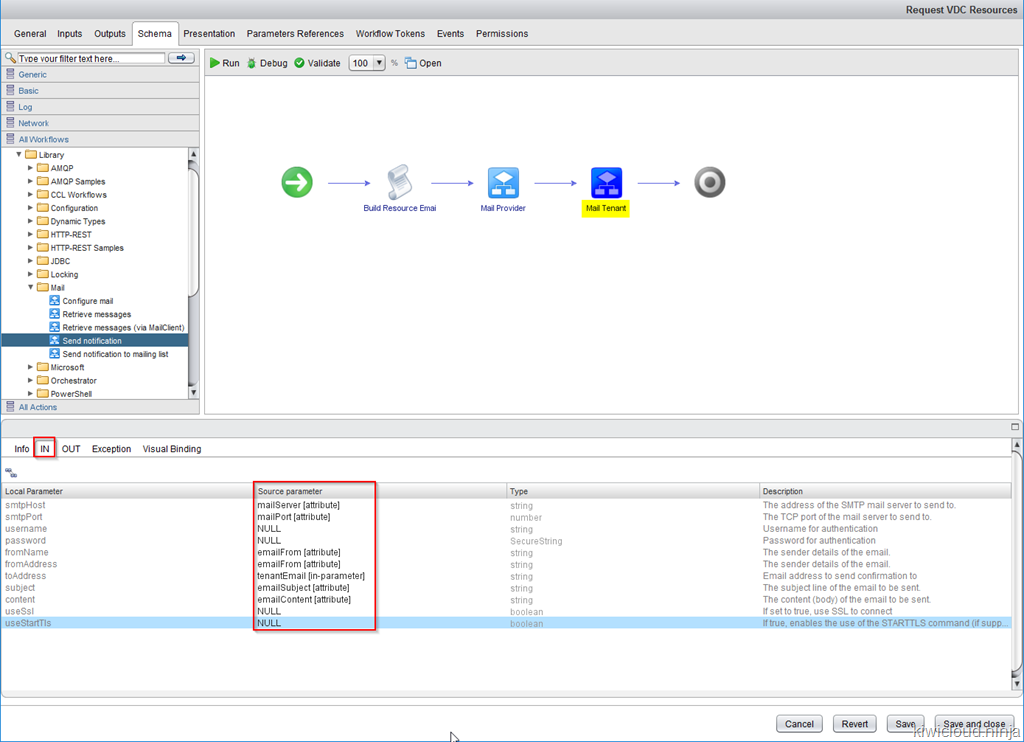 Request VDC Resources
General Inputs Outputs Schema Presentation Parameters References Workflow Tokens Events Permissions
Type your filter text here...
Run Debug Validate 100 % Open
Generic
Basic
Log
Network
All Workflows
Library
AMQP
AMQP Samples
CCL Workflows
Configuration
Dynamic Types
HTTP-REST
HTTP-REST Samples
JDBC
Locking
Mail
Configure mail
Retrieve messages
Retrieve messages (via MailClient)
Send notification
Send notification to mailing list
Microsoft
Orchestrator
PowerShell
All Actions
Build Resource Emai Mail Provider Mail Tenant
Info IN OUT Exception Visual Binding
Local Parameter Source parameter Type Description
smtpHost mailServer [attribute] string The address of the SMTP mail server to send to.
smtpPort mailPort [attribute] number The TCP port of the mail server to send to.
username NULL string Username for authentication
password NULL SecureString Password for authentication
fromName emailFrom [attribute] string The sender details of the email.
fromAddress emailFrom [attribute] string The sender details of the email.
toAddress tenantEmail [in-parameter] string Email address to send confirmation to
subject emailSubject [attribute] string The subject line of the email to be sent.
content emailContent [attribute] string The content (body) of the email to be sent.
useSsl NULL boolean If set to true, use SSL to connect
useStartTls NULL boolean If true, enables the use of the STARTTLS command (if supp...
Cancel Revert Save Save and close
kiwicloud.ninja